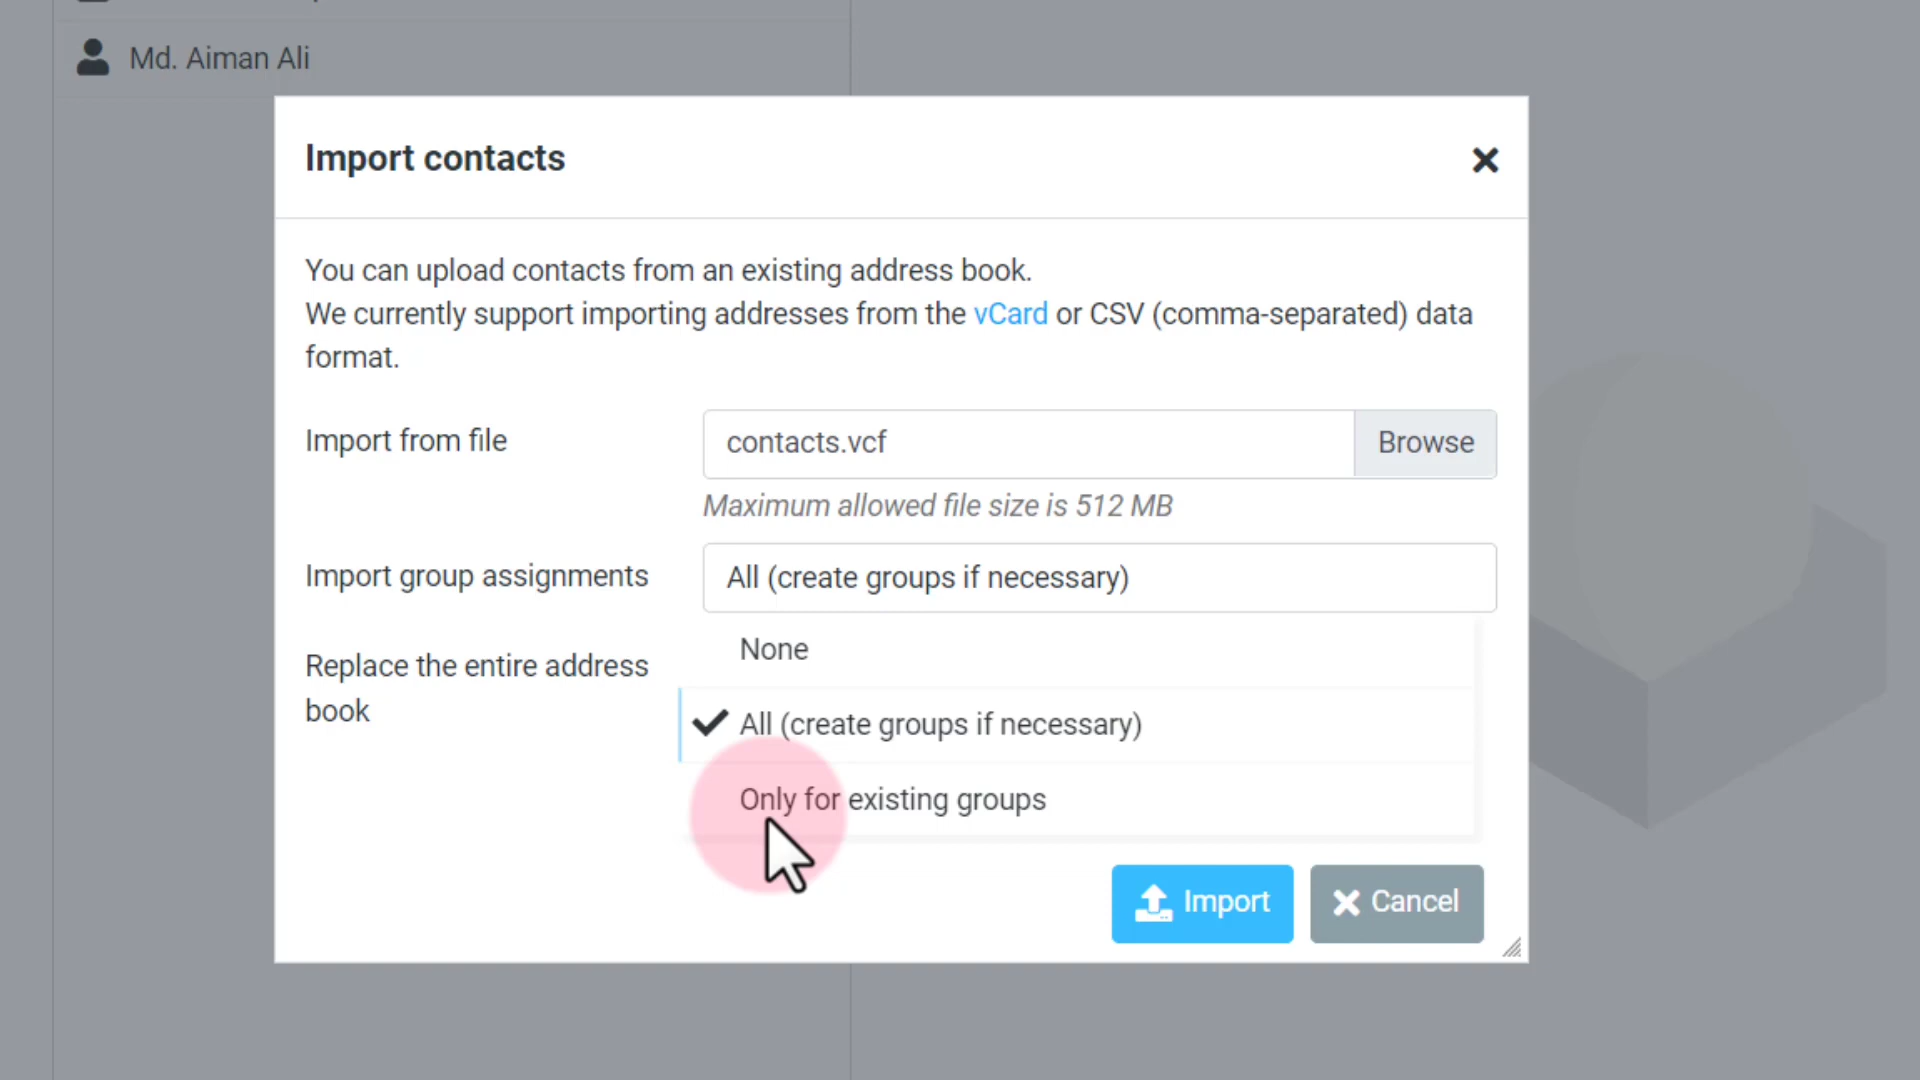 Md. Aiman Ali
Import contacts
You can upload contacts from an existing address book.
We currently support importing addresses from the vCard or CSV (comma-separated) data
format.
Import from file
contacts.vcf
Browse
Maximum allowed file size is 512 MB
Import group assignments
All (create groups if necessary)
None
Replace the entire address
book
All (create groups if necessary)
Only for existing groups
Import
Cancel